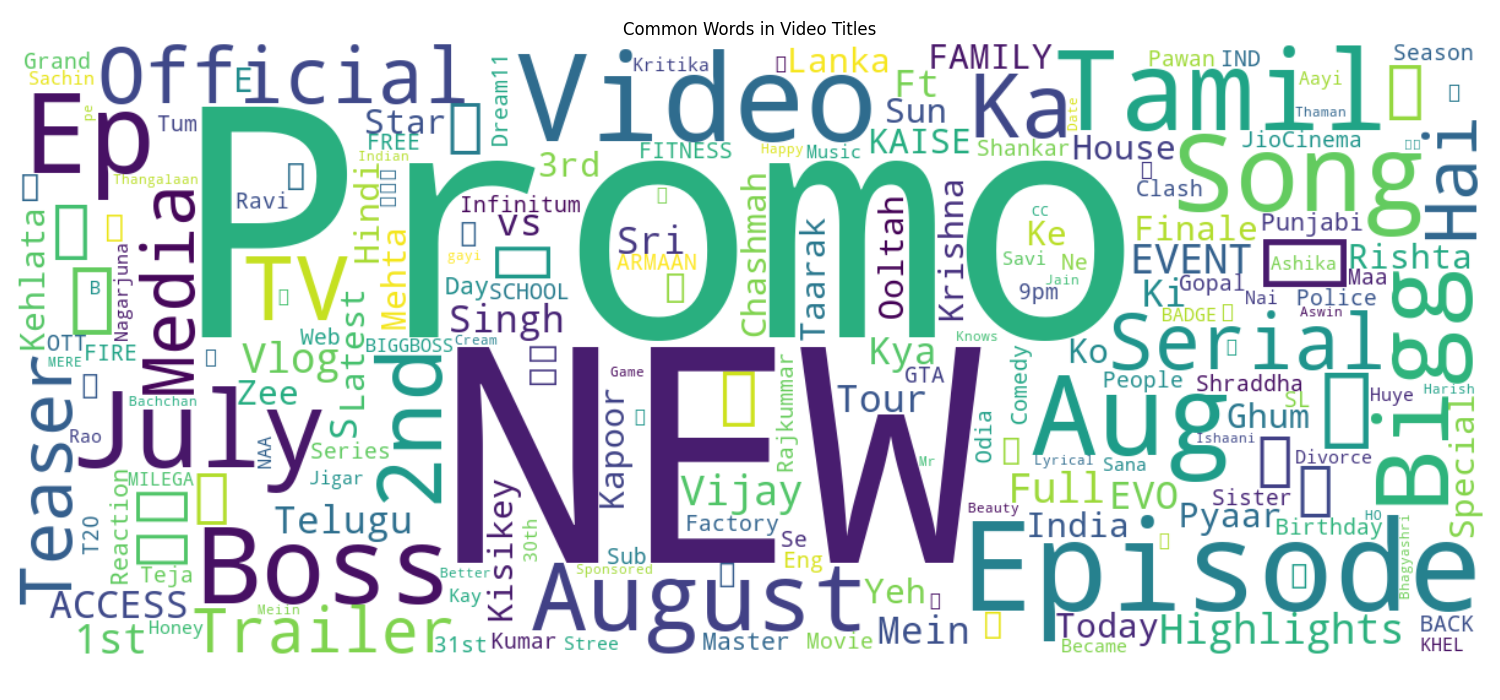 Common Words in Video Titles
Grand
Sachin
Official
E
pe
Ep
Tum
Star
FREE
Indian
Dream11
Video
Kritika
Lanka
Ft
Sun
FAMILY
Ka
Date
Tamil
Pawan
IND
Aayi
Thaman
Season
JioCinema
Song
Hai
Promo
3rd
FITNESS
Happy
Music
KAISE
Shankar
House
Clash
Thangalaan
Media
Ravi
Hindi
Infinitum
vs
Sri
ARMAAN
Chashmah
Taarak
Ooltah
Krishna
cc
Ke
Savi
Ne
Jain
9pm
Finale
Punjabi
EVENT
Ki
Gopal
Ashika
Rishta
Maa
Kehlata
B
Nagarjuna
TV
Mehta
gayi
Day
SCHOOL
Singh
Nai
Police
Aswin
BADGE
Bigg
OTT
MERE
FIRE
Web
Latest
BIGGBOSS
Cream
Vlog
Zee
S
Kya
Knows
Ko
Serial
People
Shraddha
SL
Huye
Harish
Teaser
Bachchan
July
2nd
NEW
Game
Kapoor
Rajkummar
Tour
GTA
Comedy
Odia
Aug
Ghum
Ishaani
Divorce
Special
Rao
NAA
Series
Jigar
MILEGA
Reaction
T20
Telugu
Teja
Boss
Kisikey
30th
Vijay
Factory
Se
Eng
Sub
Sponsored
Mr
Lyrical
Sana
Full
EVO
Sister
Beauty
India
Pyaar
Birthday
HO
Bhagyashri
Episode
ACCESS
Better
Kay
August
Yeh
1st
Honey
Meiin
Trailer
31st
Kumar
Stree
Master
Movie
Mein
Today
Became
Highlights
BACK
KHEL